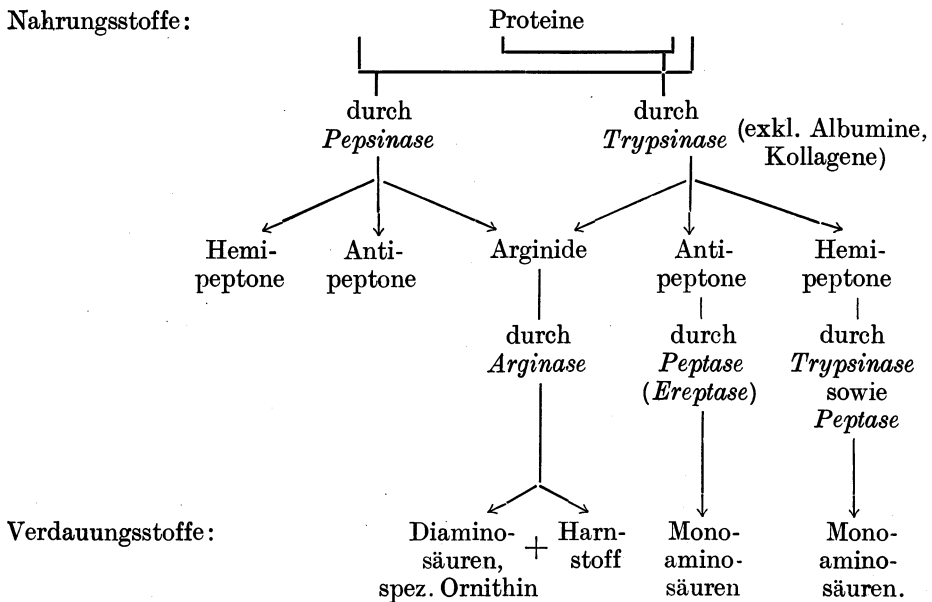 Nahrungsstoffe: Proteine
durch durch (exkl. Albumine,
Pepsinase Trypsinase Kollagene)
Hemi- Anti- Arginide Anti- Hemi-
peptone peptone peptone peptone
durch durch durch
Arginase Peptase Trypsinase
(Ereptase) sowie
Peptase
Verdauungsstoffe: Diamino- + Harn- Mono- Mono-
säuren, stoff amino- amino-
spez. Ornithin säuren säuren.